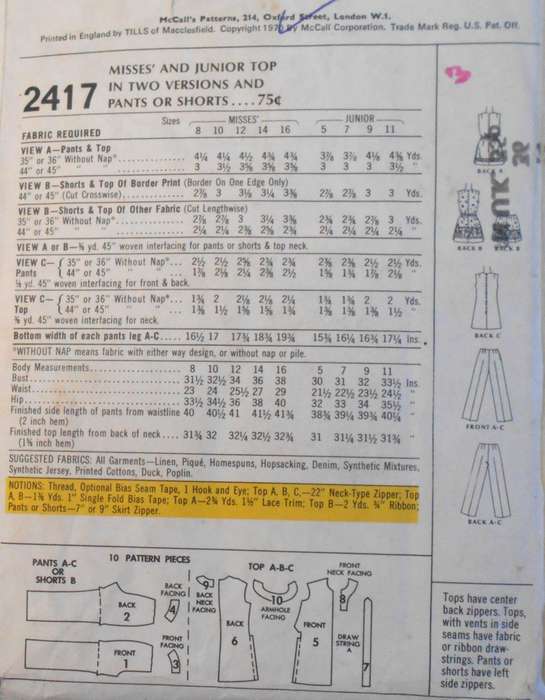 McCall's Patterns, 214, Oxford Street, London W.1.
Printed in England by TILLS of Macclesfield. Copyright 1970 by McCall Corporation. Trade Mark Reg. U.S. Pat. Off.
2417
MISSES' AND JUNIOR TOP
IN TWO VERSIONS AND
PANTS OR SHORTS....75¢
Sizes MISSES' JUNIOR
FABRIC REQUIRED 8 10 12 14 16 5 7 9 11
VIEW A—Pants & Top
35" or 36" Without Nap* 4¼ 4¼ 4½ 4¾ 4¾ 3⅞ 3⅞ 4⅛ 4⅜ Yds.
44" or 45" " " 3 3½ 3⅜ 3⅜ 3⅝ 3 3 3 3½ "
VIEW B—Shorts & Top Of Border Print (Border On One Edge Only)
44" or 45" (Cut Crosswise) 2⅞ 3 3½ 3¼ 3⅜ 2⅞ 2⅞ 3 3 Yds.
VIEW B—Shorts & Top Of Other Fabric (Cut Lengthwise)
35" or 36" Without Nap* 2⅞ 2⅞ 3 3¼ 3⅜ 2¾ 2¾ 2⅞ 3 Yds.
44" or 45" " " 2¼ 2¼ 2⅜ 2⅝ 2⅝ 2¼ 2¼ 2¼ 2¼ "
VIEW A or B—⅝ yd. 45" woven interfacing for pants or shorts & top neck.
VIEW C— 35" or 36" Without Nap* 2½ 2½ 2⅝ 2¾ 2¾ 2⅜ 2⅜ 2½ 2½ Yds.
Pants 44" or 45" " " 1⅞ 2⅛ 2¼ 2⅜ 2½ 1⅝ 1¾ 1⅞ 2⅛ "
⅛ yd. 45" woven interfacing for front & back.
VIEW C— 35" or 36" Without Nap* 1¾ 2 2⅛ 2⅛ 2¼ 1¾ 1¾ 2 2 Yds.
Top 44" or 45" " " 1⅜ 1½ 1⅝ 1⅝ 1¾ 1⅜ 1⅜ 1⅜ 1½ "
⅝ yd. 45" woven interfacing for neck.
Bottom width of each pants leg A-C 16½ 17 17¾ 18¾ 19¾ 15¾ 16¼ 16¾ 17¼ Ins.
*WITHOUT NAP means fabric with either way design, or without nap or pile.
Body Measurements 8 10 12 14 16 5 7 9 11
Bust 31½ 32½ 34 36 38 30 31 32 33½ Ins.
Waist 23 24 25½ 27 29 21½ 22½ 23½ 24½ "
Hip 33½ 34½ 36 38 40 32 33 34 35½ "
Finished side length of pants from waistline 40 40½ 41 41½ 41¾ 38¾ 39¼ 39¾ 40¼ "
(2 inch hem)
Finished top length from back of neck 31¾ 32 32¼ 32½ 32¾ 31 31¼ 31½ 31¾ "
(1⅝ inch hem)
SUGGESTED FABRICS: All Garments—Linen, Piqué, Homespuns, Hopsacking, Denim, Synthetic Mixtures,
Synthetic Jersey, Printed Cottons, Duck, Poplin.
NOTIONS: Thread, Optional Bias Seam Tape, 1 Hook and Eye; Top A, B, C,—22" Neck-Type Zipper; Top
A, B—1⅜ Yds. 1" Single Fold Bias Tape; Top A—2¾ Yds. 1½" Lace Trim; Top B—2 Yds. ¾" Ribbon;
Pants or Shorts—7" or 9" Skirt Zipper.
BACK B
BACK B
BACK C
FRONT A-C
BACK A-C
PANTS A-C
OR
SHORTS B
10 PATTERN PIECES
TOP A-B-C
BACK
2
BACK
FACING
4
FRONT
1
FRONT
FACING
3
9
BACK
NECK
FACING
BACK
6
10
ARMHOLE
FACING
FRONT
5
FRONT
NECK FACING
8
DRAW
STRING
A
7
Tops have center
back zippers. Tops,
with vents in side
seams have fabric
or ribbon draw-
strings. Pants or
shorts have left
side zippers.